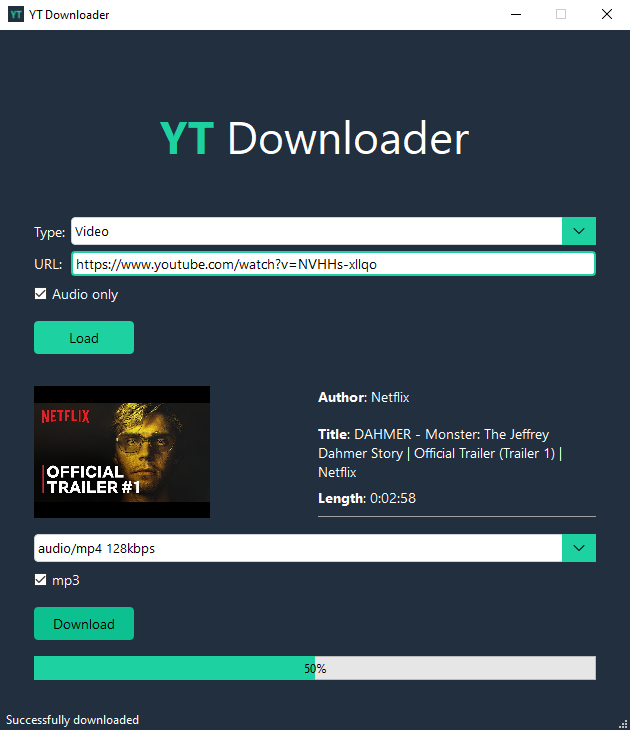 YT YT Downloader
YT Downloader
Type: Video
URL: https://www.youtube.com/watch?v=NVHHs-xllqo
Audio only
Load
Author: Netflix
Title: DAHMER - Monster: The Jeffrey
Dahmer Story | Official Trailer (Trailer 1) |
Netflix
Length: 0:02:58
NETFLIX
OFFICIAL
TRAILER #1
audio/mp4 128kbps
mp3
Download
50%
Successfully downloaded